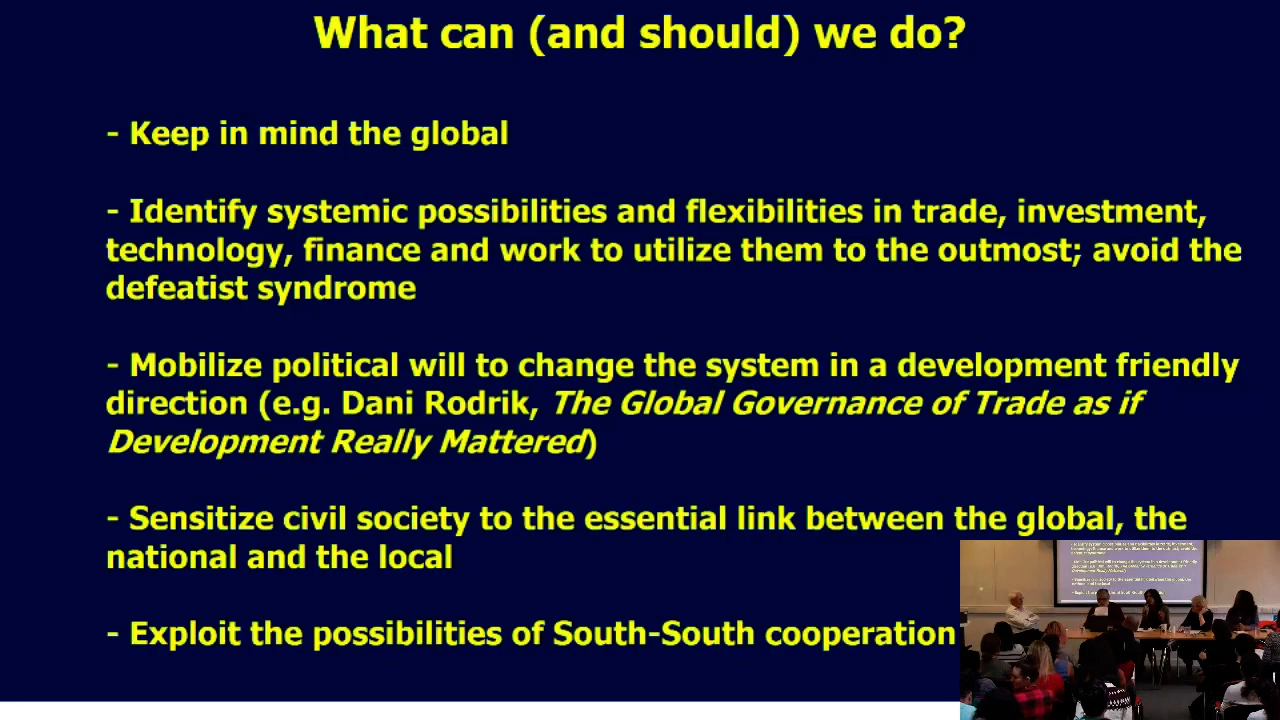 What can (and should) we do?
- Keep in mind the global
- Identify systemic possibilities and flexibilities in trade, investment,
technology, finance and work to utilize them to the outmost; avoid the
defeatist syndrome
- Mobilize political will to change the system in a development friendly
direction (e.g. Dani Rodrik, The Global Governance of Trade as if
Development Really Mattered)
- Sensitize civil society to the essential link between the global, the
national and the local
- Exploit the possibilities of South-South cooperation